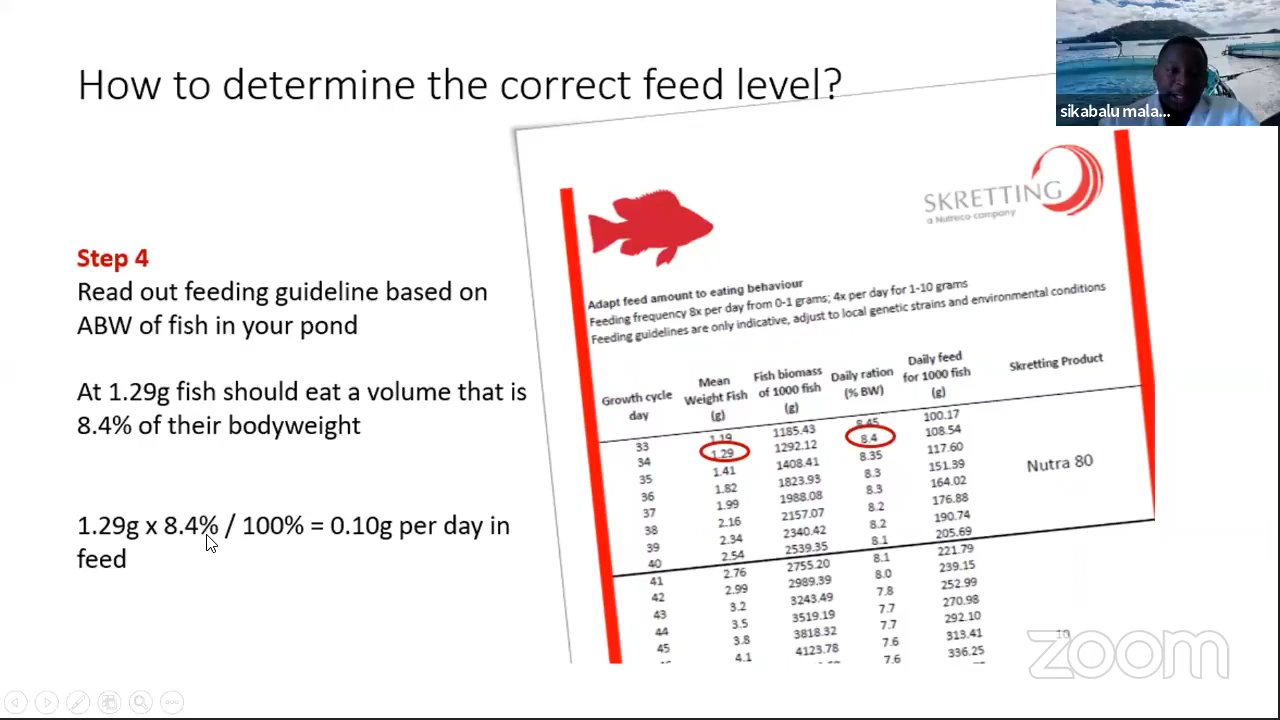 How to determine the correct feed level?
sikabalu mala...
SKRETTING
a Nutreco company
Step 4
Read out feeding guideline based on
ABW of fish in your pond
At 1.29g fish should eat a volume that is
8.4% of their bodyweight
1.29g x 8.4% / 100% = 0.10g per day in
feed
Adapt feed amount to eating behaviour
Feeding frequency 8x per day from 0-1 grams; 4x per day for 1-10 grams
Feeding guidelines are only indicative, adjust to local genetic strains and environmental conditions
Growth cycle day Mean Weight Fish (g) Fish biomass of 1000 fish (g) Daily ration (% BW) Daily feed for 1000 fish (g) Skretting Product
33 1.19 1185.43 8.45 100.17
34 1.29 1292.12 8.4 108.54
35 1.41 1408.41 8.35 117.60
36 1.82 1823.93 8.3 151.39
37 1.99 1988.08 8.3 164.02
38 2.16 2157.07 8.2 176.88
39 2.34 2340.42 8.2 190.74
40 2.54 2539.35 8.1 205.69
Nutra 80
41 2.76 2755.20 8.1 221.79
42 2.99 2989.39 8.0 239.15
43 3.2 3243.49 7.8 252.99
44 3.5 3519.19 7.7 270.98
45 3.8 3818.32 7.7 292.10
4.1 4123.78 7.6 313.41
7.6 336.25
10
zoom